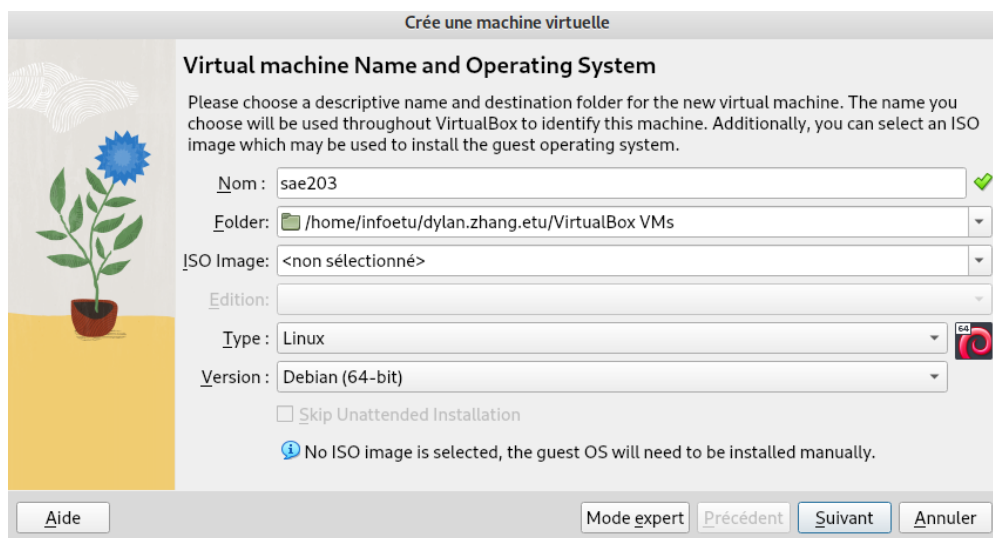 Crée une machine virtuelle
Virtual machine Name and Operating System
Please choose a descriptive name and destination folder for the new virtual machine. The name you
choose will be used throughout VirtualBox to identify this machine. Additionally, you can select an ISO
image which may be used to install the guest operating system.
Nom : sae203
Folder: /home/infoetu/dylan.zhang.etu/VirtualBox VMs
ISO Image: <non sélectionné>
Edition:
Type : Linux
64
Version : Debian (64-bit)
Skip Unattended Installation
No ISO image is selected, the guest OS will need to be installed manually.
Aide Mode expert Précédent Suivant Annuler